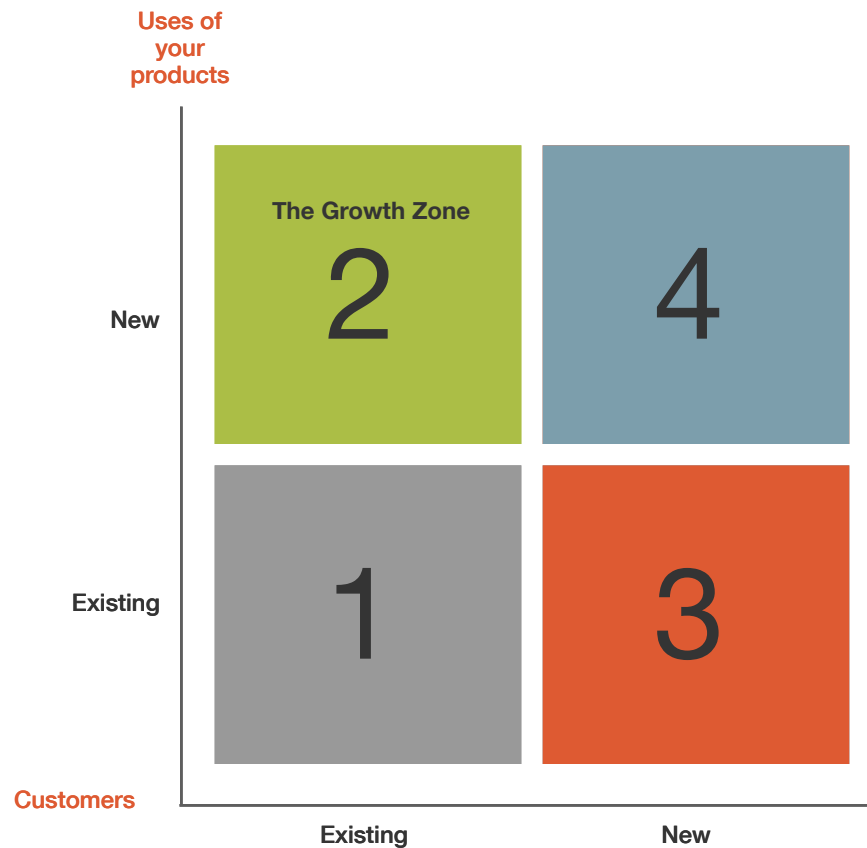 Uses of
your
products
The Growth Zone
2
4
New
1
3
Existing
Customers
Existing
New